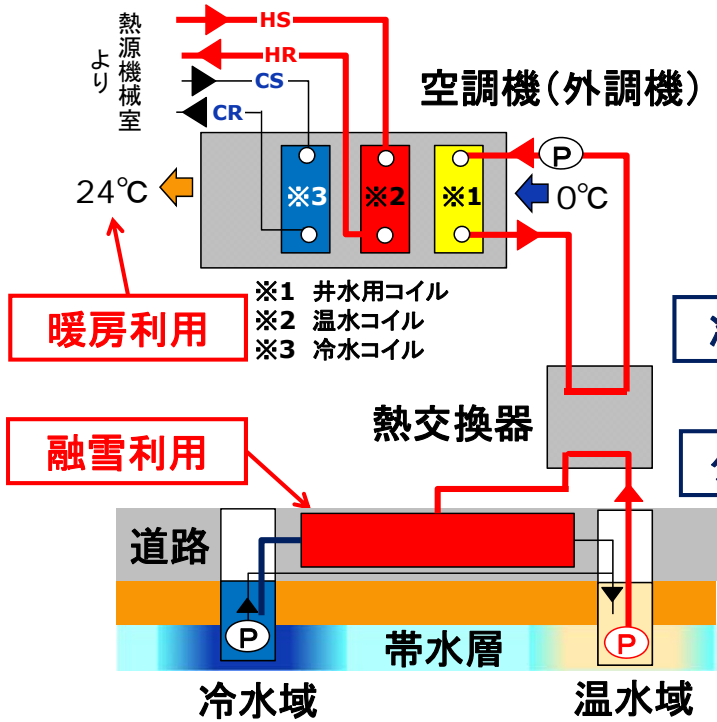 熱源機械室
より
HS
HR
CS
CR
空調機(外調機)
P
24℃
※3
※2
※1
0℃
※1 井水用コイル
※2 温水コイル
※3 冷水コイル
暖房利用
熱交換器
融雪利用
道路
P
帯水層
P
冷水域
温水域